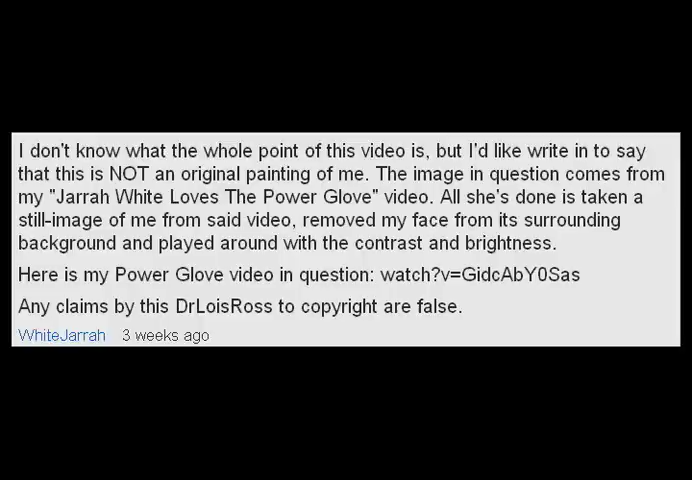 I don't know what the whole point of this video is, but I'd like write in to say
that this is NOT an original painting of me. The image in question comes from
my "Jarrah White Loves The Power Glove" video. All she's done is taken a
still-image of me from said video, removed my face from its surrounding
background and played around with the contrast and brightness.
Here is my Power Glove video in question: watch?v=GidcAbY0Sas
Any claims by this DrLoisRoss to copyright are false.
WhiteJarrah 3 weeks ago